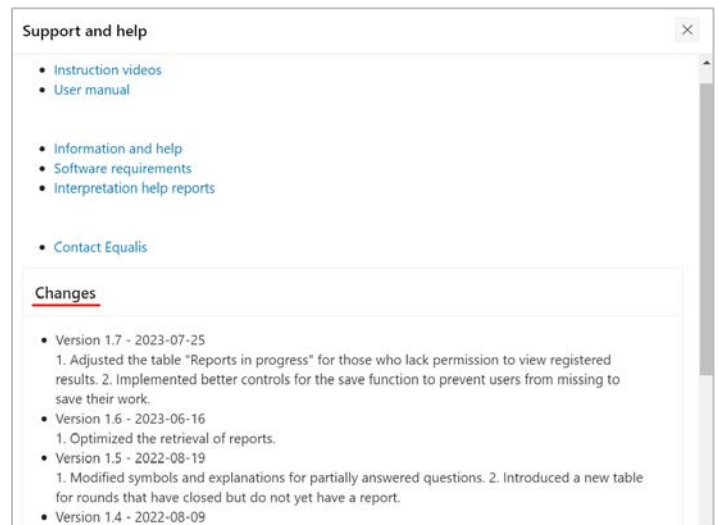 Support and help
Instruction videos
User manual
Information and help
Software requirements
Interpretation help reports
Contact Equalis
Changes
Version 1.7 - 2023-07-25
1. Adjusted the table "Reports in progress" for those who lack permission to view registered
results. 2. Implemented better controls for the save function to prevent users from missing to
save their work.
Version 1.6 - 2023-06-16
1. Optimized the retrieval of reports.
Version 1.5 - 2022-08-19
1. Modified symbols and explanations for partially answered questions. 2. Introduced a new table
for rounds that have closed but do not yet have a report.
Version 1.4 - 2022-08-09